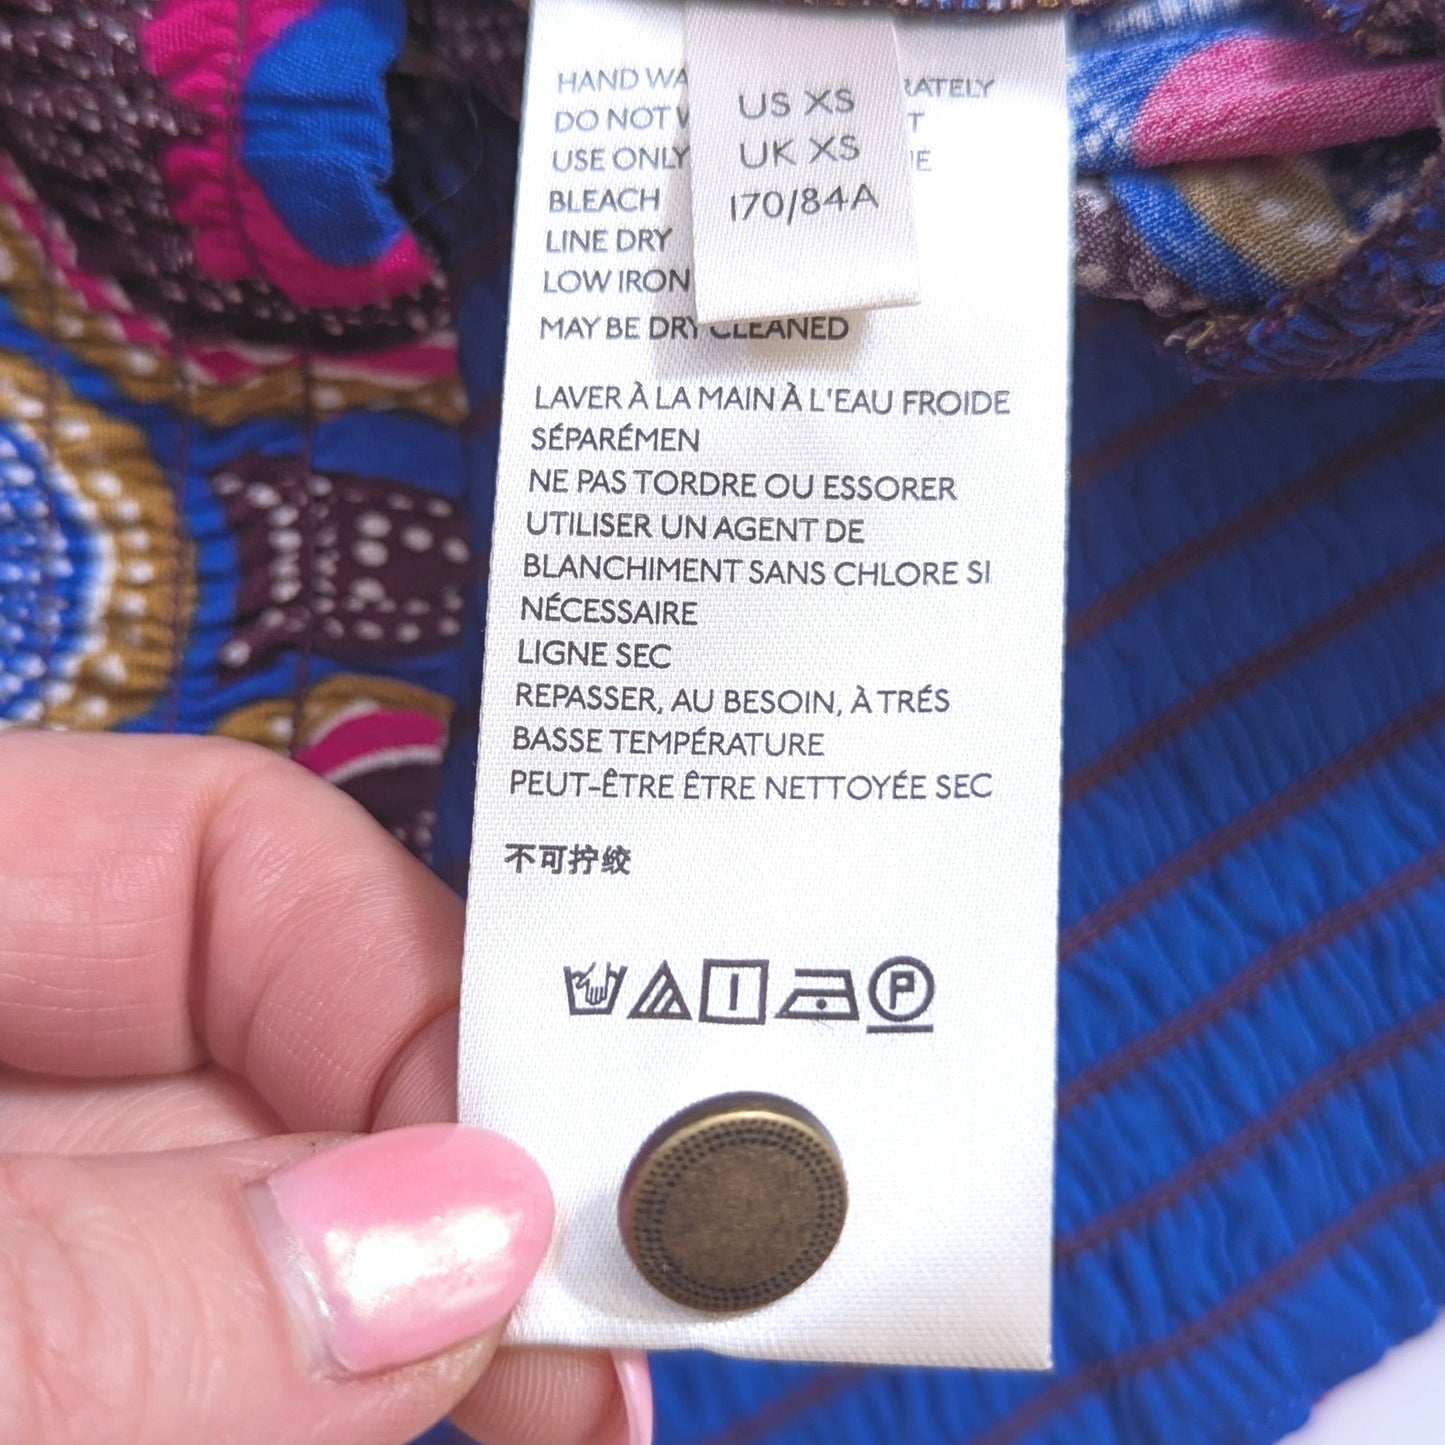 HAND RATELY
DO NOT
USE ONLY
BLEACH
LINE DRY
LOW IRON
MAY BE DRY CLEANED
US XS
UK XS
170/84A
LAVER À LA MAIN À L'EAU FROIDE
SÉPARÉMEN
NE PAS TORDRE OU ESSORER
UTILISER UN AGENT DE
BLANCHIMENT SANS CHLORE SI
NÉCESSAIRE
LIGNE SEC
REPASSER, AU BESOIN, À TRÉS
BASSE TEMPÉRATURE
PEUT-ÊTRE ÊTRE NETTOYÉE SEC
不可拧绞
P